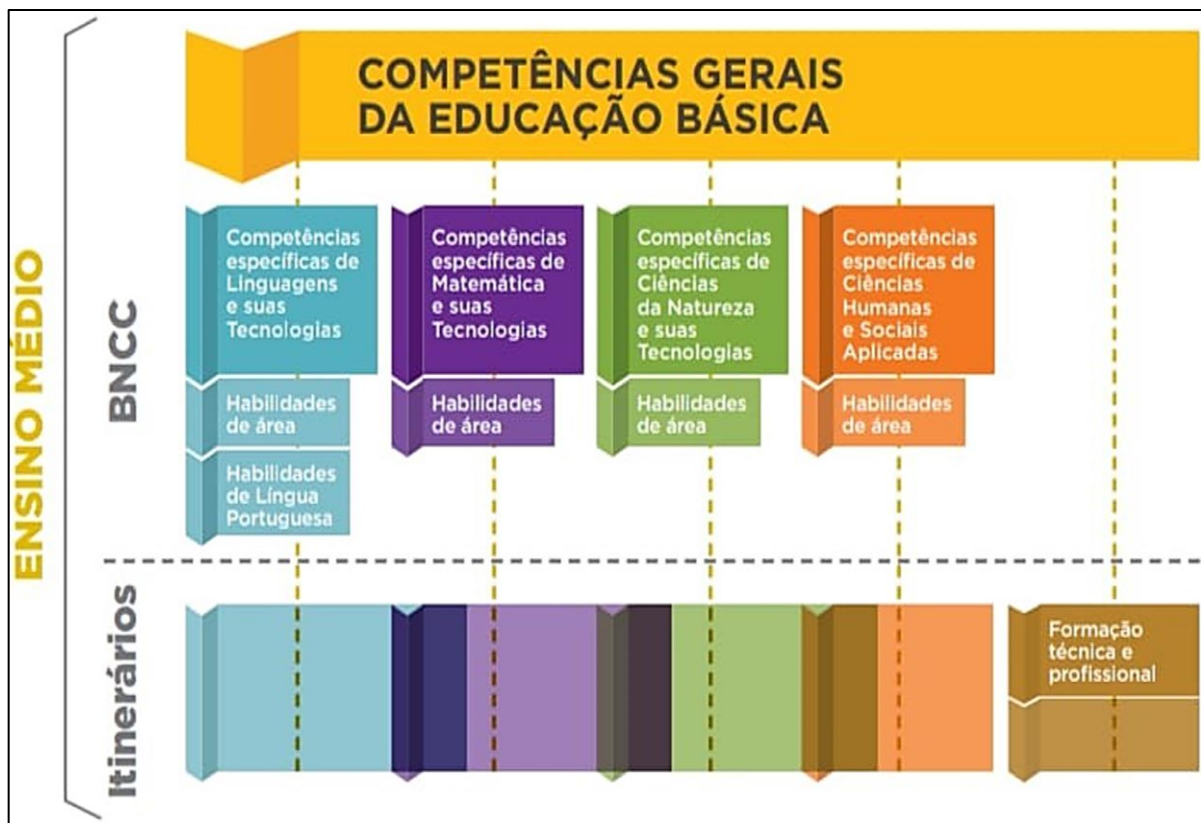 ENSINO MÉDIO
BNCC
COMPETÊNCIAS GERAIS
DA EDUCAÇÃO BÁSICA
Competências
específicas de
Linguagens
e suas
Tecnologias
Habilidades
de área
Habilidades
de Língua
Portuguesa
Competências
específicas de
Matemática
e suas
Tecnologias
Habilidades
de área
Competências
específicas de
Ciências
da Natureza
e suas
Tecnologias
Habilidades
de área
Competências
específicas de
Ciências
Humanas
e Sociais
Aplicadas
Habilidades
de área
Itinerários
Formação
técnica e
profissional